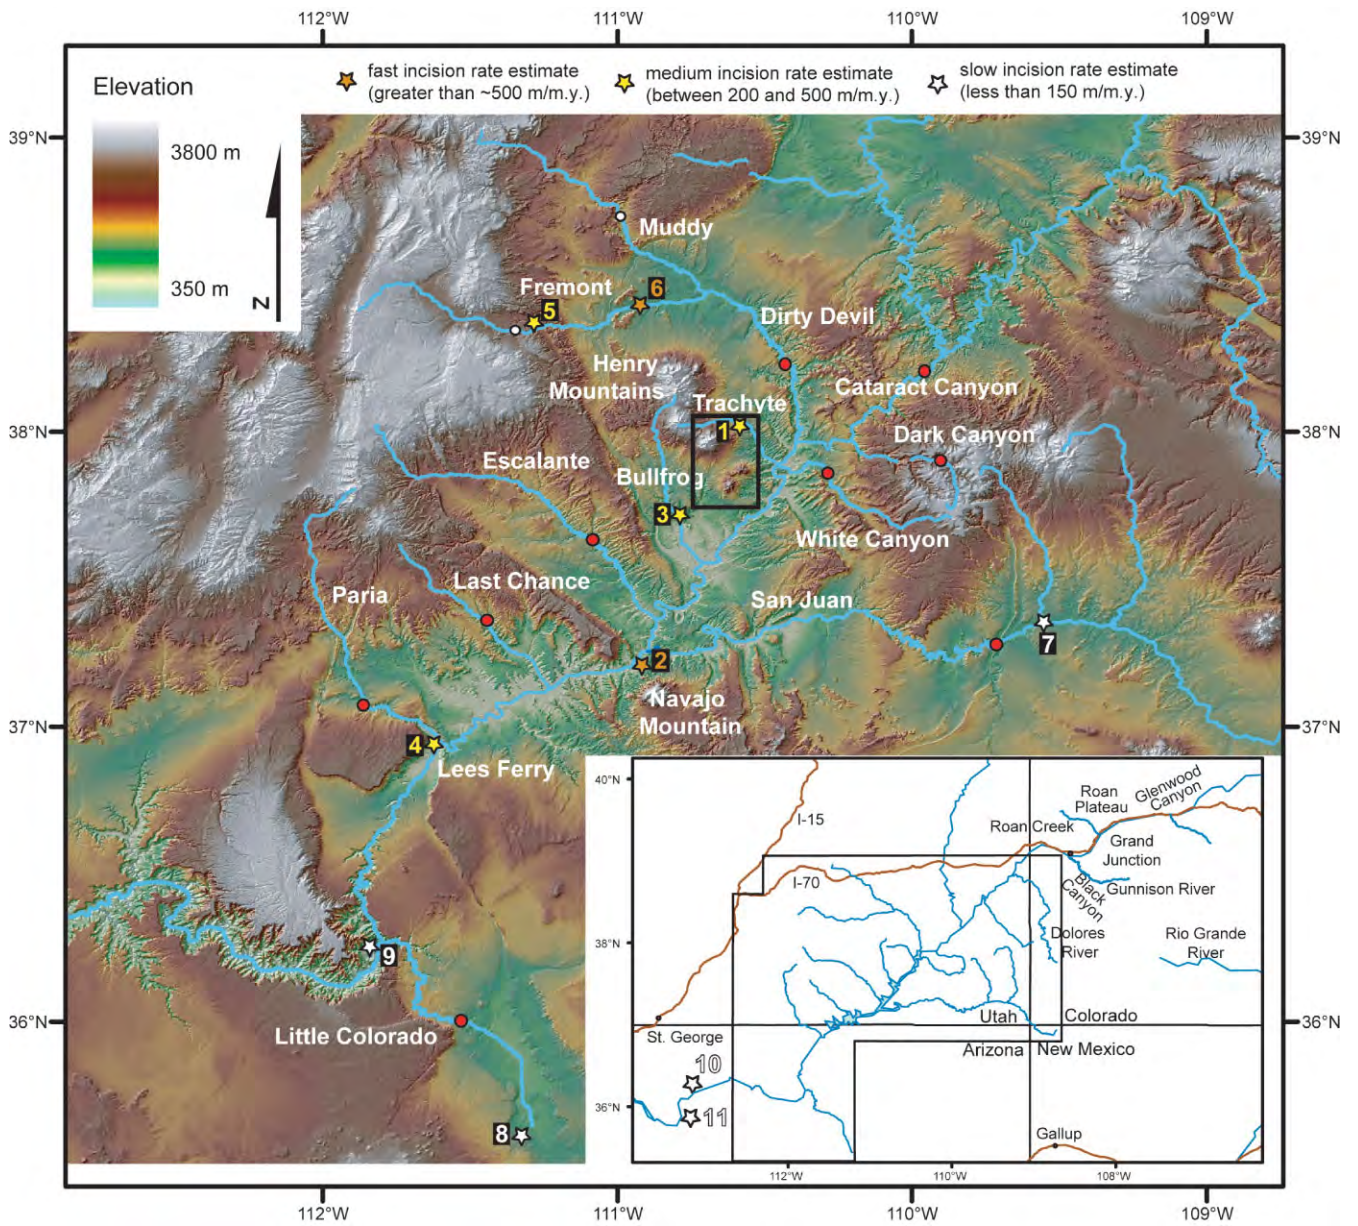 112°W
111°W
110°W
109°W
Elevation
3800 m
350 m
N
fast incision rate estimate
(greater than ~500 m/m.y.)
medium incision rate estimate
(between 200 and 500 m/m.y.)
slow incision rate estimate
(less than 150 m/m.y.)
39°N
39°N
Muddy
Fremont
6
5
Dirty Devil
Henry
Mountains
Cataract Canyon
Trachyte
38°N
1
Dark Canyon
38°N
Escalante
Bullfrog
3
White Canyon
Last Chance
Paria
San Juan
7
2
Navajo
Mountain
37°N
37°N
4
Lees Ferry
9
36°N
Little Colorado
36°N
8
40°N
I-15
Roan
Plateau
Glenwood
Canyon
Roan Creek
Grand
Junction
I-70
Black
Canyon
Gunnison River
38°N
Dolores
River
Rio Grande
River
Utah
Colorado
St. George
Arizona
New Mexico
10
11
36°N
Gallup
112°W
110°W
108°W
112°W
111°W
110°W
109°W